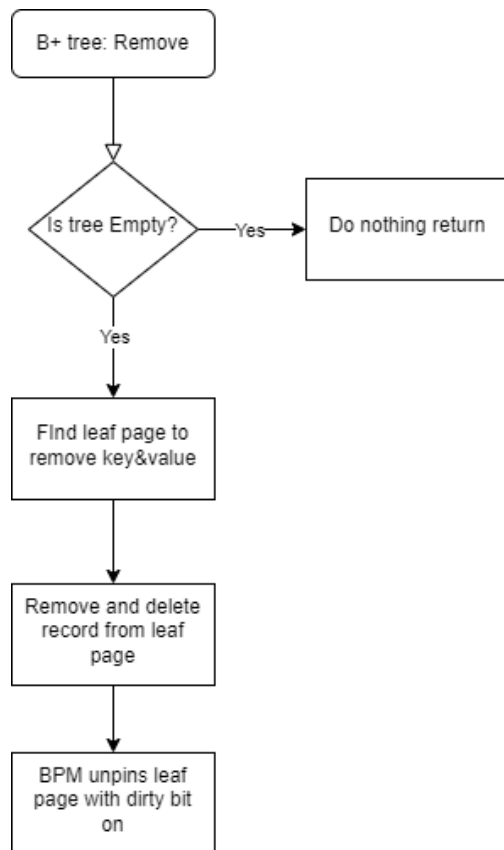 B+ tree: Remove
Is tree Empty?
Yes
Do nothing return
Yes
FInd leaf page to
remove key&value
Remove and delete
record from leaf
page
BPM unpins leaf
page with dirty bit
on